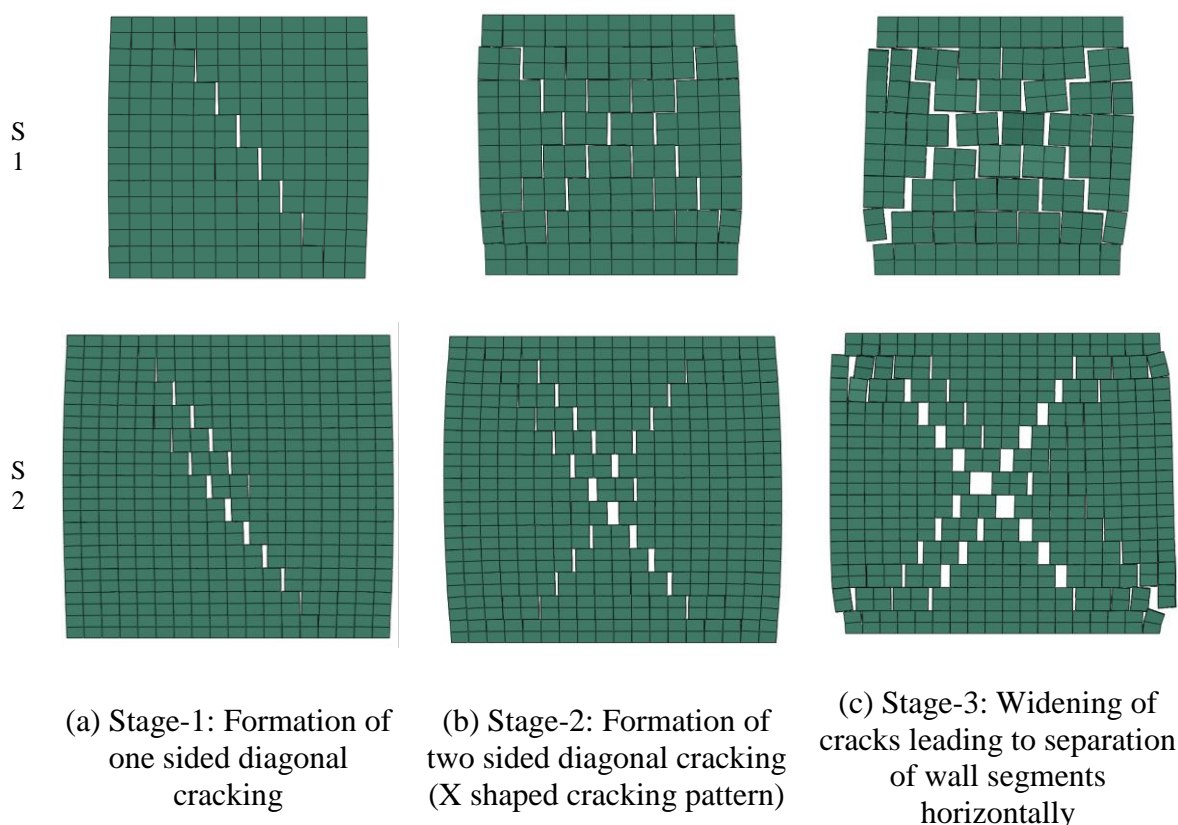 S
1
S
2
(a) Stage-1: Formation of
one sided diagonal
cracking
(b) Stage-2: Formation of
two sided diagonal cracking
(X shaped cracking pattern)
(c) Stage-3: Widening of
cracks leading to separation
of wall segments
horizontally